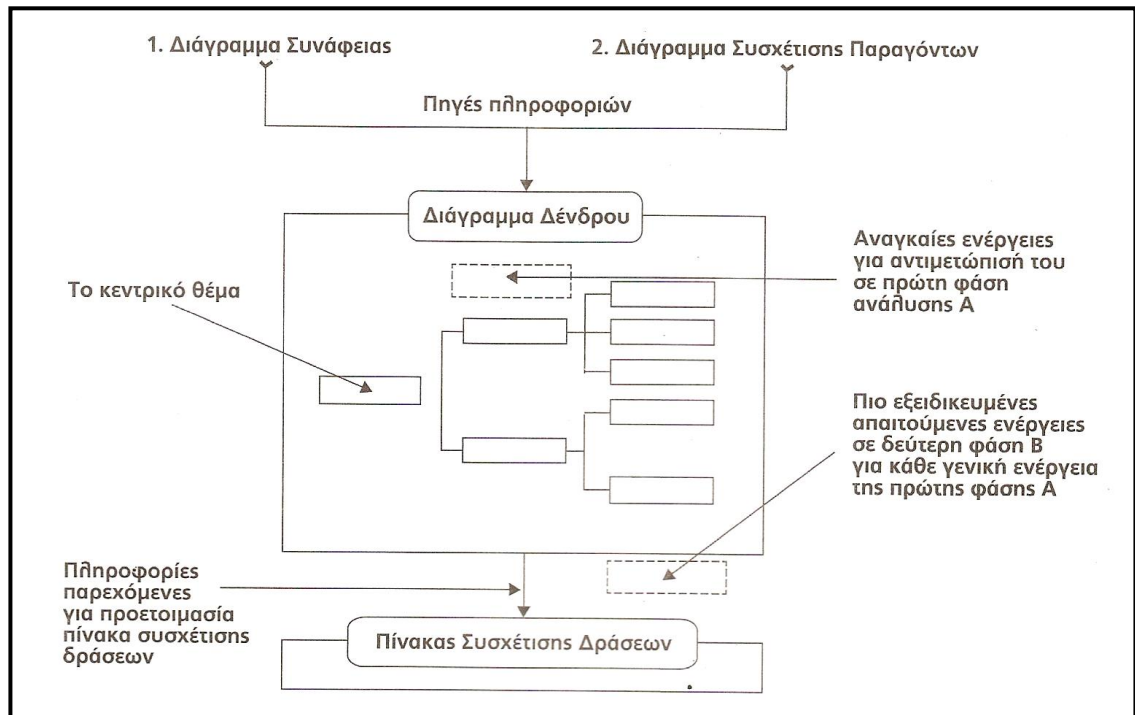 1. Διάγραμμα Συνάφειας
2. Διάγραμμα Συσχέτισης Παραγόντων
Πηγές πληροφοριών
Διάγραμμα Δένδρου
Το κεντρικό θέμα
Αναγκαίες ενέργειες
για αντιμετώπισή του
σε πρώτη φάση
ανάλυσης Α
Πιο εξειδικευμένες
απαιτούμενες ενέργειες
σε δεύτερη φάση Β
για κάθε γενική ενέργεια
της πρώτης φάσης Α
Πληροφορίες
παρεχόμενες
για προετοιμασία
πίνακα συσχέτισης
δράσεων
Πίνακας Συσχέτισης Δράσεων